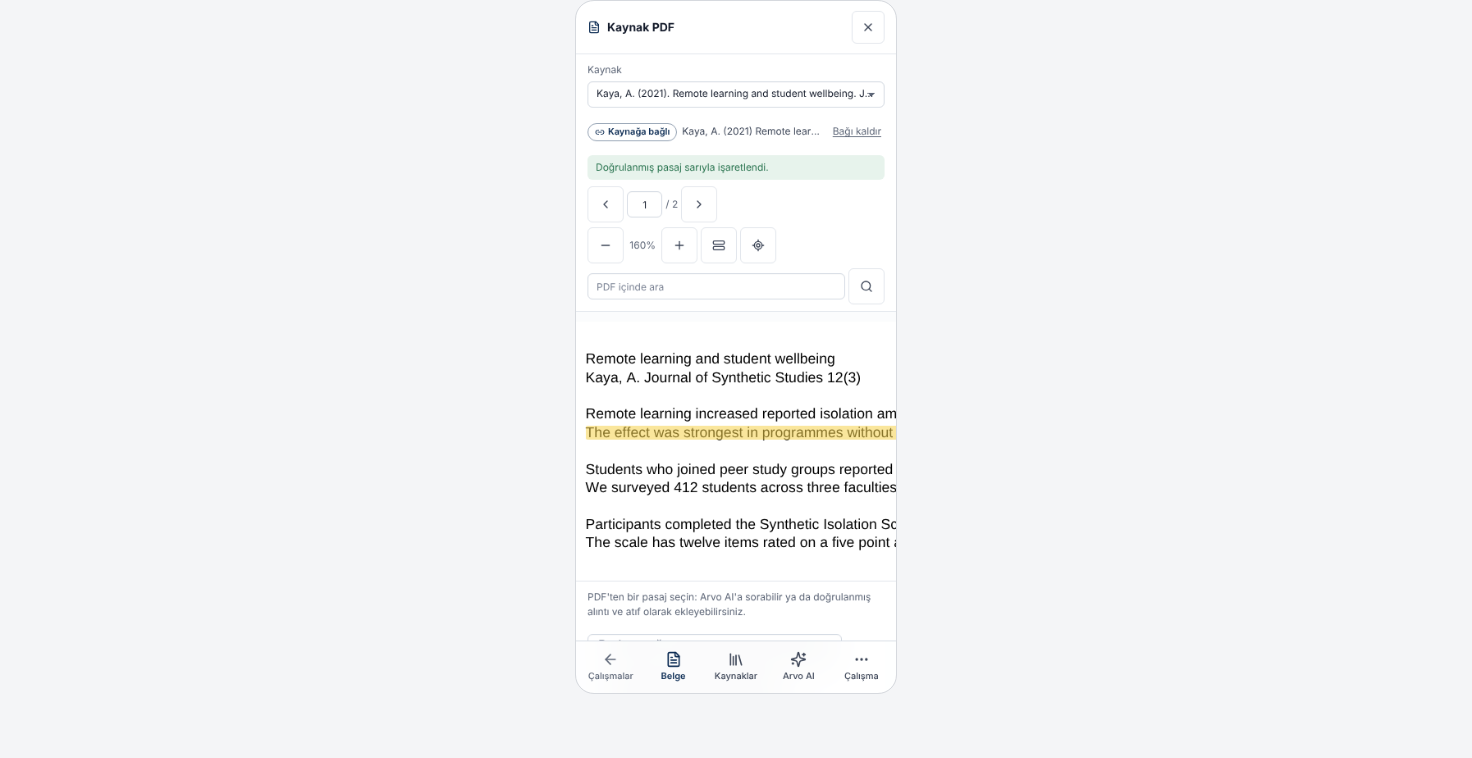 Kaynak PDF
Kaynak
Kaya, A. (2021). Remote learning and student wellbeing. J...
Kaynağa bağlı Kaya, A. (2021) Remote lear... Bağı kaldır
Doğrulanmış pasaj sarıyla işaretlendi.
1 / 2
160%
PDF içinde ara
Remote learning and student wellbeing
Kaya, A. Journal of Synthetic Studies 12(3)
Remote learning increased reported isolation am
The effect was strongest in programmes without
Students who joined peer study groups reported
We surveyed 412 students across three faculties
Participants completed the Synthetic Isolation Sc
The scale has twelve items rated on a five point
PDF'ten bir pasaj seçin: Arvo AI'a sorabilir ya da doğrulanmış
alıntı ve atıf olarak ekleyebilirsiniz.
Çalışmalar Belge Kaynaklar Arvo AI Çalışma